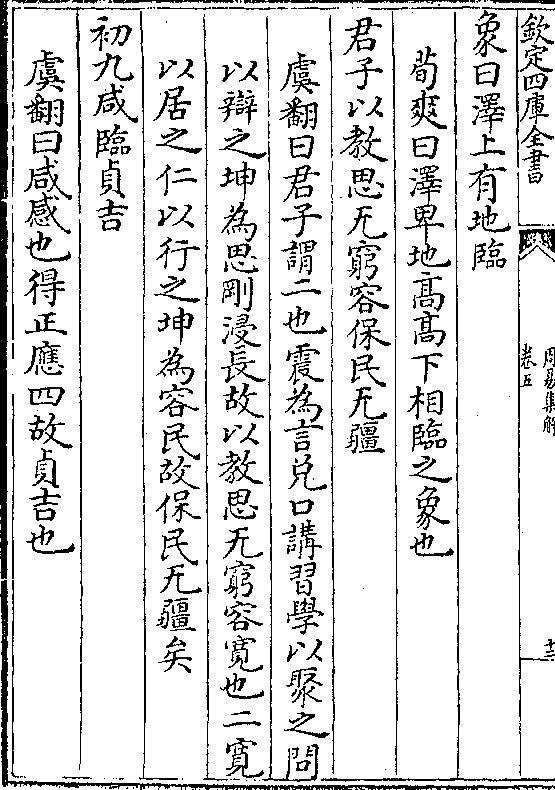 欽定四庫全書
周易集解
卷五
十三
象曰澤上有地臨
荀爽曰澤卑地高高下相臨之象也
君子以教思无窮容保民无疆
虞翻曰君子謂二也震為言兌口講習學以聚之問
以辯之坤為思剛浸長故以教思无窮容寛也二寛
以居之仁以行之坤為容民故保民无疆矣
初九咸臨貞吉
虞翻曰咸感也得正應四故貞吉也